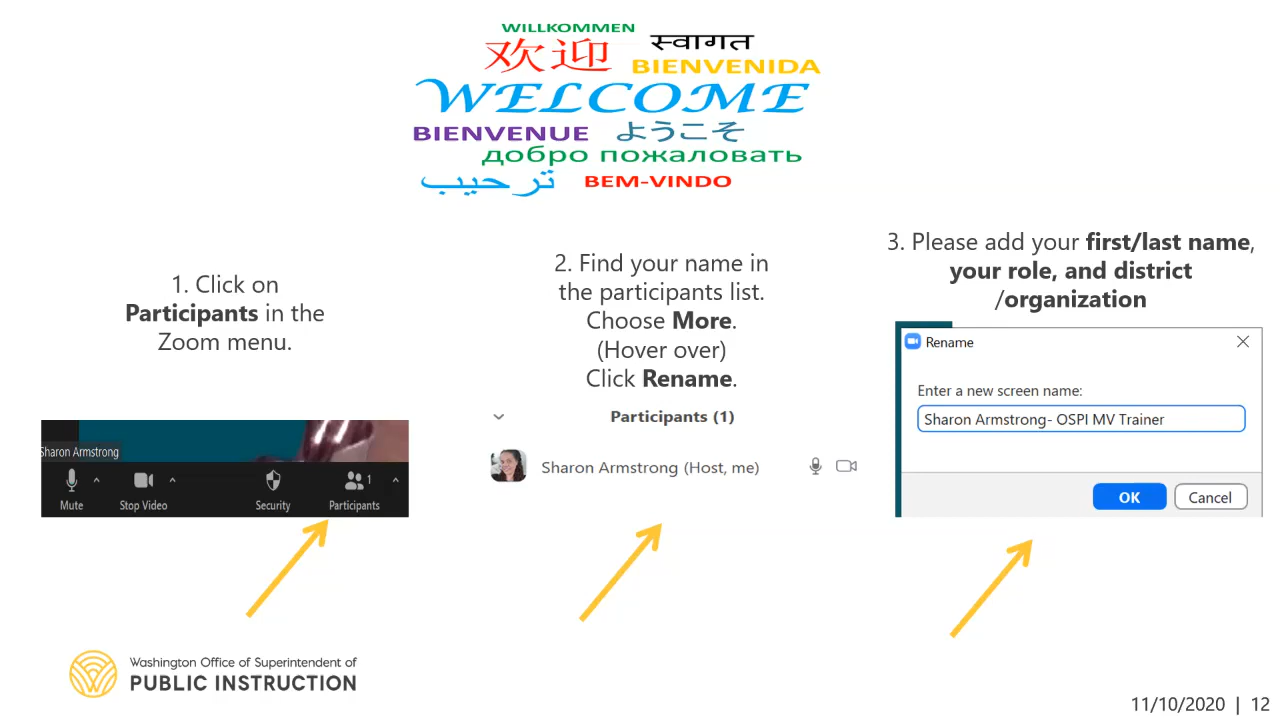 WILLKOMMEN
欢迎
स्वागत
BIENVENIDA
WELCOME
BIENVENUE
ようこそ
добро пожаловать
ترحيب
BEM-VINDO
1. Click on
Participants in the
Zoom menu.
Sharon Armstrong
Mute
Stop Video
Security
1
Participants
2. Find your name in
the participants list.
Choose More.
(Hover over)
Click Rename.
Participants (1)
Sharon Armstrong (Host, me)
3. Please add your first/last name,
your role, and district
/organization
Rename
Enter a new screen name:
Sharon Armstrong- OSPI MV Trainer
OK
Cancel
Washington Office of Superintendent of
PUBLIC INSTRUCTION
11/10/2020 | 12